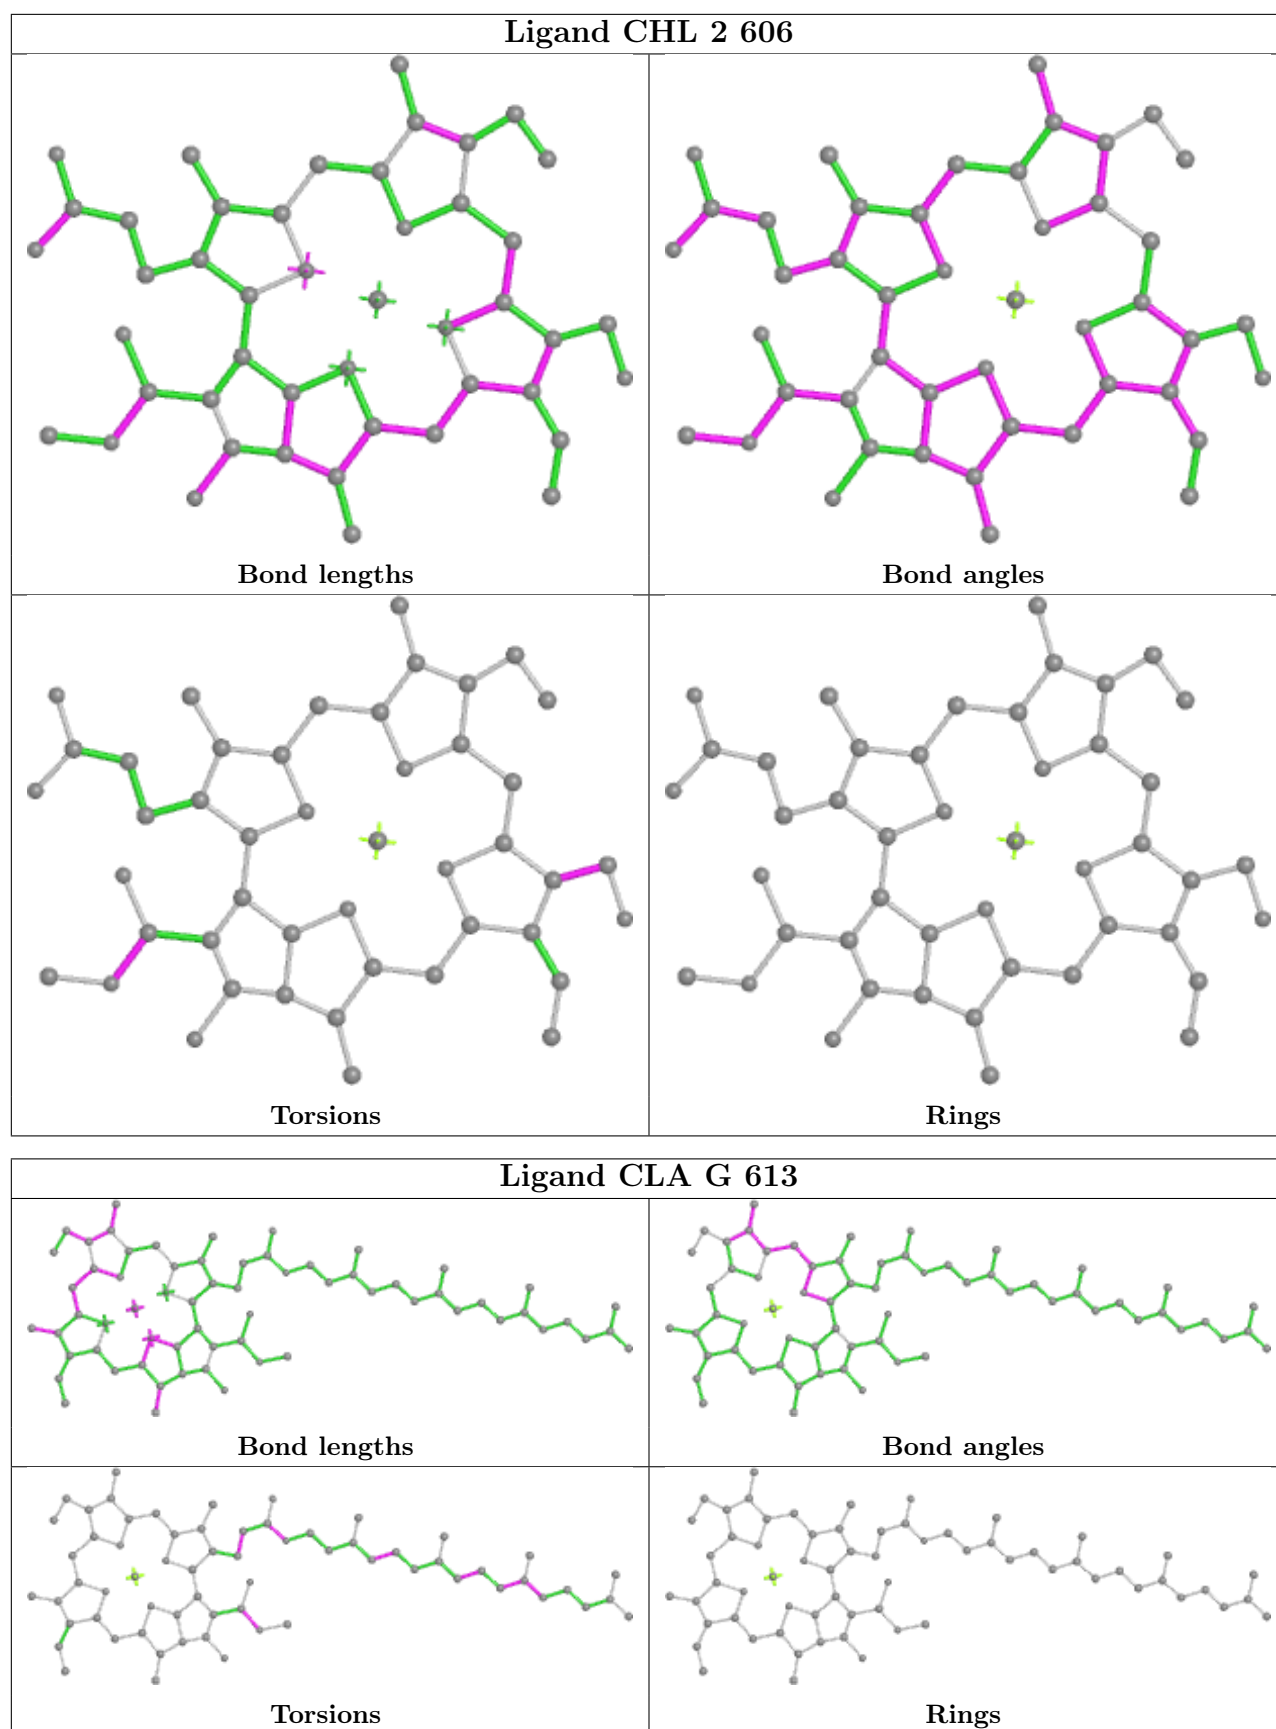 Ligand CHL 2 606
Bond lengths
Bond angles
Torsions
Rings
Ligand CLA G 613
Bond lengths
Bond angles
Torsions
Rings